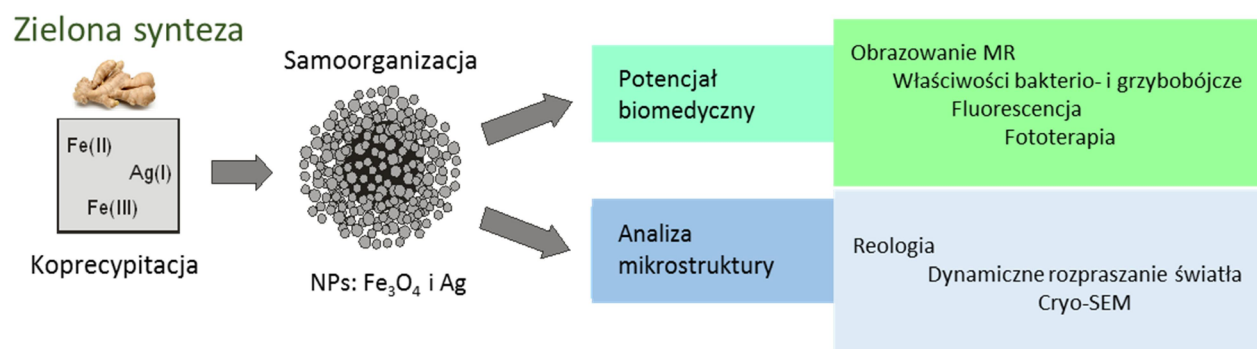 Zielona synteza
Fe(II)
Ag(I)
Fe(III)
Koprecypitacja
Samoorganizacja
NPs: Fe₃O₄ i Ag
Potencjał
biomedyczny
Obrazowanie MR
Właściwości bakterio- i grzybobójcze
Fluorescencja
Fototerapia
Analiza
mikrostruktury
Reologia
Dynamiczne rozpraszanie światła
Cryo-SEM